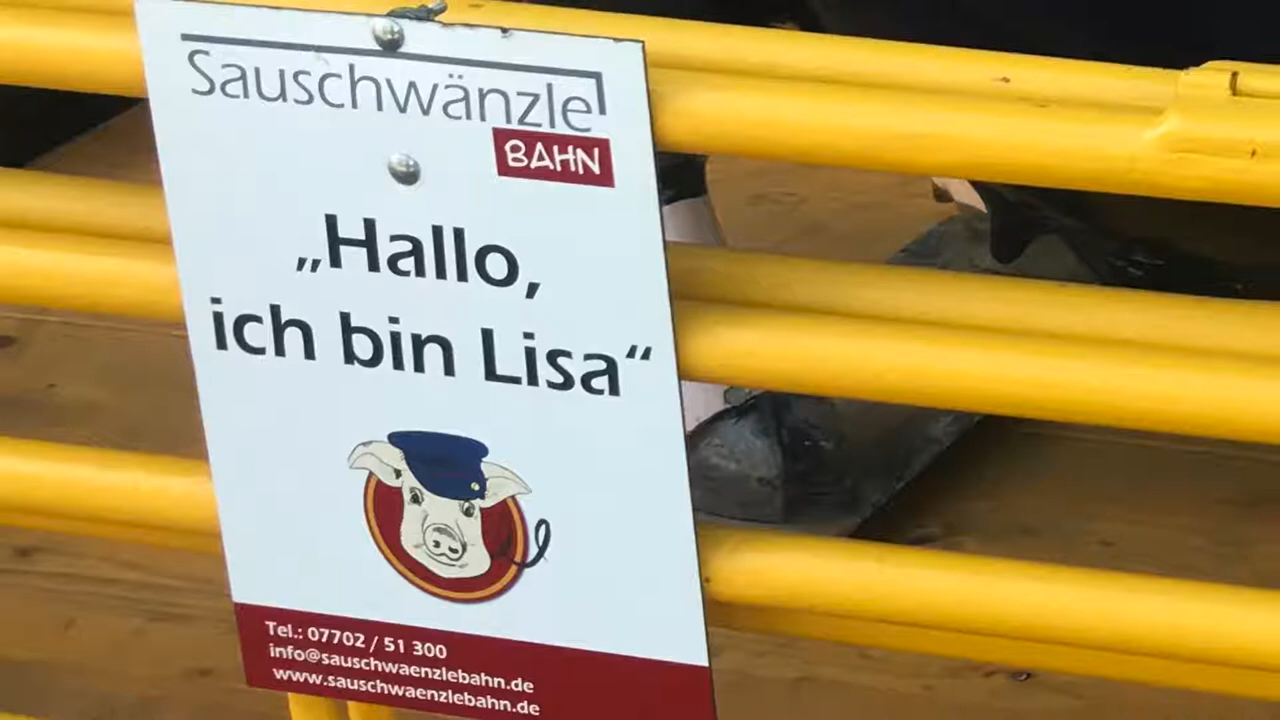 Sauschwänzle
BAHN
„Hallo,
ich bin Lisa“
Tel.: 07702 / 51 300
info@sauschwaenzlebahn.de
www.sauschwaenzlebahn.de